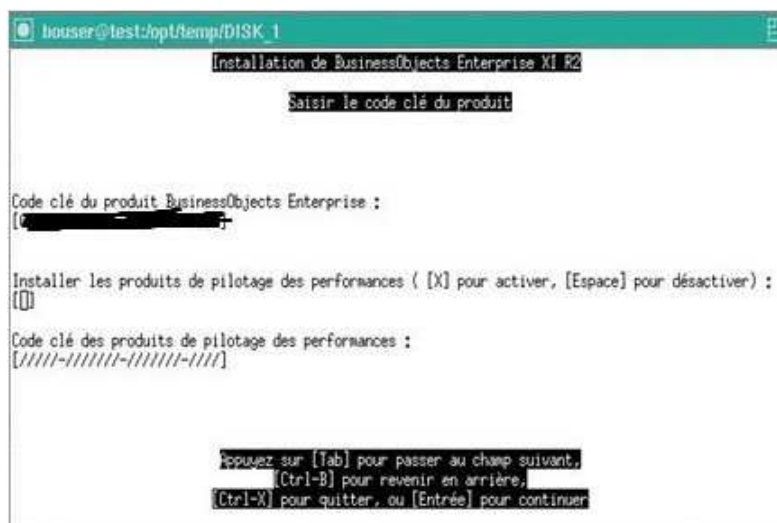 bouser@test:/opt/temp/DISK_1
Installation de BusinessObjects Enterprise XI R2
Saisir le code clé du produit
Code clé du produit BusinessObjects Enterprise :
Installer les produits de pilotage des performances ( [X] pour activer, [Espace] pour désactiver) :
[ ]
Code clé des produits de pilotage des performances :
[/////-///////-///////-////]
Appuyez sur [Tab] pour passer au champ suivant,
[Ctrl-B] pour revenir en arrière,
[Ctrl-X] pour quitter, ou [Entrée] pour continuer